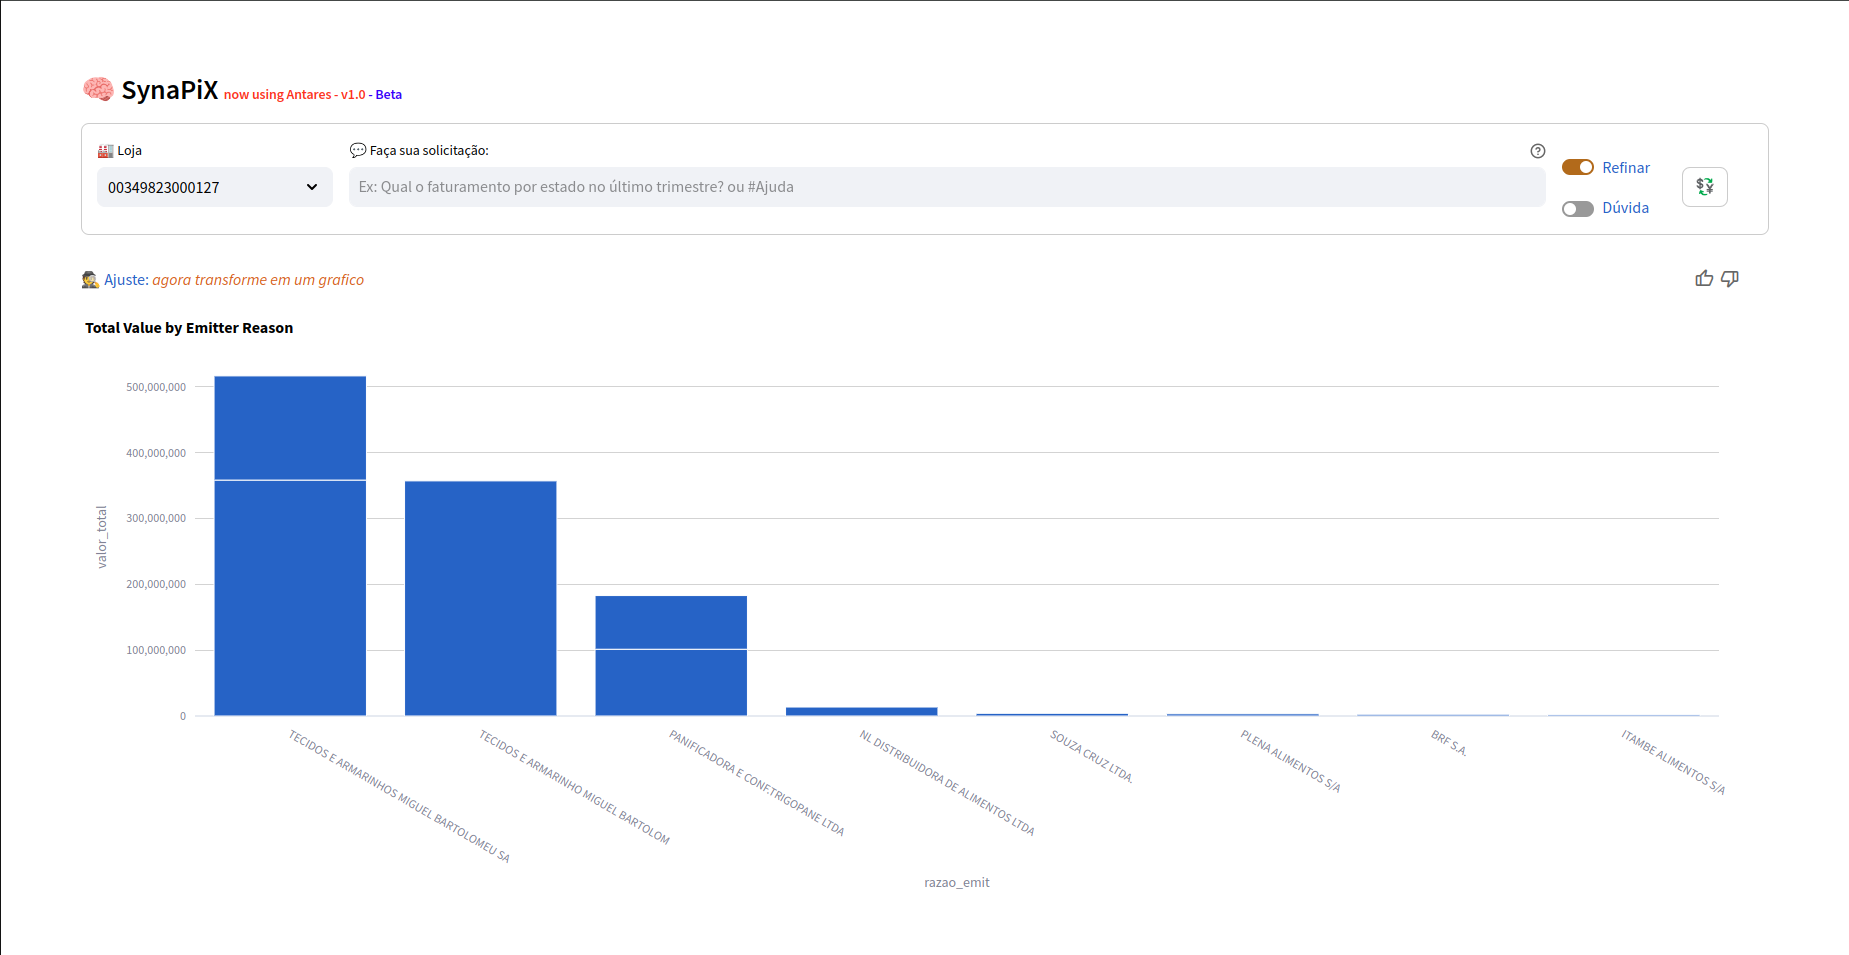 SynaPiX now using Antares - v1.0 - Beta
Loja
Faça sua solicitação:
00349823000127
Ex: Qual o faturamento por estado no último trimestre? ou #Ajuda
Refinar
Dúvida
Ajuste: agora transforme em um grafico
Total Value by Emitter Reason
500,000,000
400,000,000
300,000,000
200,000,000
100,000,000
0
valor_total
TECIDOS E ARMARINHOS MIGUEL BARTOLOMEU SA
TECIDOS E ARMARINHO MIGUEL BARTOLOM
PANIFICADORA E CONF.TRIGOPANE LTDA
NL DISTRIBUIDORA DE ALIMENTOS LTDA
SOUZA CRUZ LTDA.
PLENA ALIMENTOS S/A
BRF S.A.
ITAMBE ALIMENTOS S/A
razao_emit